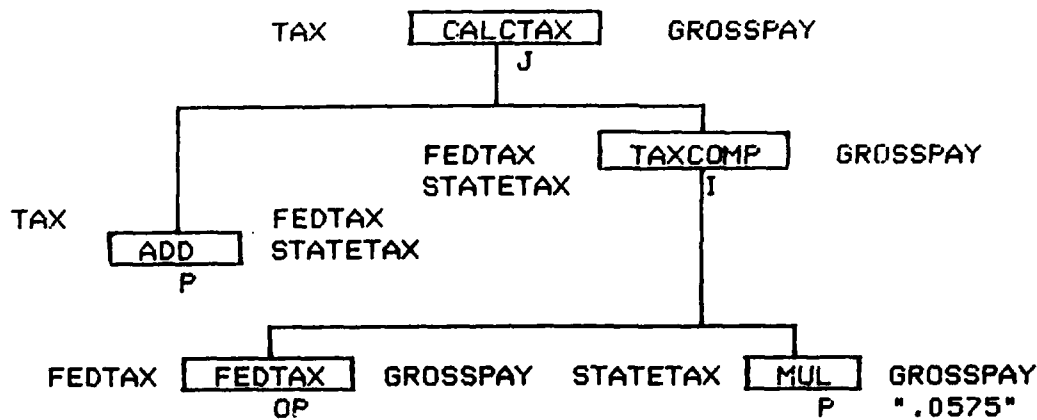 TAX CALCTAX GROSSPAY
J
FEDTAX TAXCOMP GROSSPAY
STATETAX I
TAX FEDTAX
ADD STATETAX
P
FEDTAX FEDTAX GROSSPAY STATETAX MUL GROSSPAY
OP P ".0575"